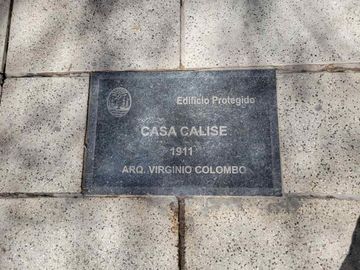 Edificio Protegido
CASA CALISE
1911
ARQ. VIRGINIO COLOMBO